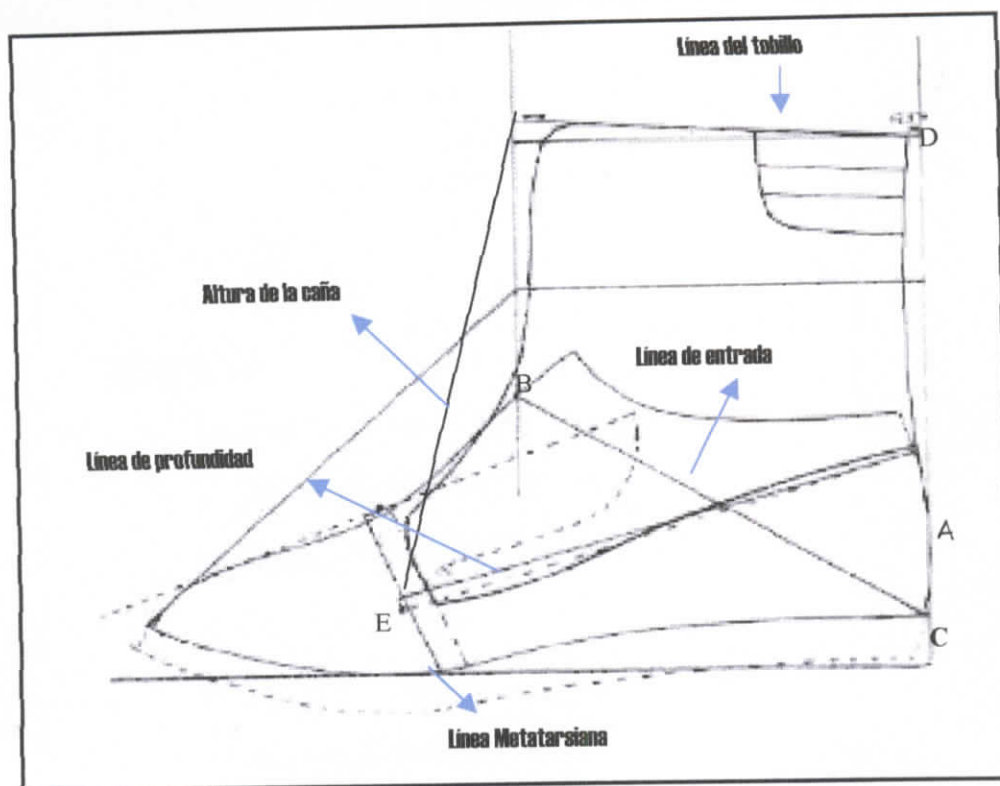 Línea del tobillo
D
Altura de la caña
Línea de entrada
B
Línea de profundidad
A
E
C
Línea Metatarsiana